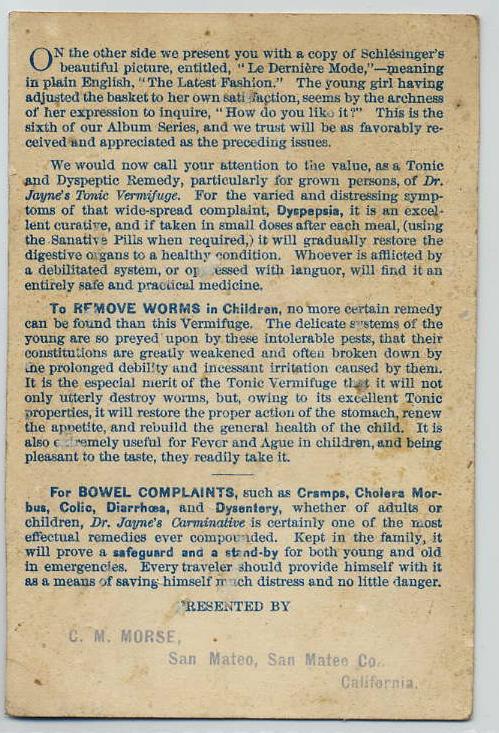 ON the other side we present you with a copy of Schlésinger's
beautiful picture, entitled, "Le Dernière Mode,"—meaning
in plain English, "The Latest Fashion." The young girl having
adjusted the basket to her own satisfaction, seems by the archness
of her expression to inquire, "How do you like it?" This is the
sixth of our Album Series, and we trust will be as favorably re-
ceived and appreciated as the preceding issues.
We would now call your attention to the value, as a Tonic
and Dyspeptic Remedy, particularly for grown persons, of Dr.
Jayne's Tonic Vermifuge. For the varied and distressing symp-
toms of that wide-spread complaint, Dyspepsia, it is an excel-
lent curative, and if taken in small doses after each meal, (using
the Sanative Pills when required,) it will gradually restore the
digestive organs to a healthy condition. Whoever is afflicted by
a debilitated system, or oppressed with languor, will find it an
entirely safe and practical medicine.
To REMOVE WORMS in Children, no more certain remedy
can be found than this Vermifuge. The delicate systems of the
young are so preyed upon by these intolerable pests, that their
constitutions are greatly weakened and often broken down by
the prolonged debility and incessant irritation caused by them.
It is the especial merit of the Tonic Vermifuge that it will not
only utterly destroy worms, but, owing to its excellent Tonic
properties, it will restore the proper action of the stomach, renew
the appetite, and rebuild the general health of the child. It is
also extremely useful for Fever and Ague in children, and being
pleasant to the taste, they readily take it.
For BOWEL COMPLAINTS, such as Cramps, Cholera Mor-
bus, Colic, Diarrhœa, and Dysentery, whether of adults or
children, Dr. Jayne's Carminative is certainly one of the most
effectual remedies ever compounded. Kept in the family, it
will prove a safeguard and a stand-by for both young and old
in emergencies. Every traveler should provide himself with it
as a means of saving himself much distress and no little danger.
PRESENTED BY
C. M. MORSE,
San Mateo, San Mateo Co.
California.